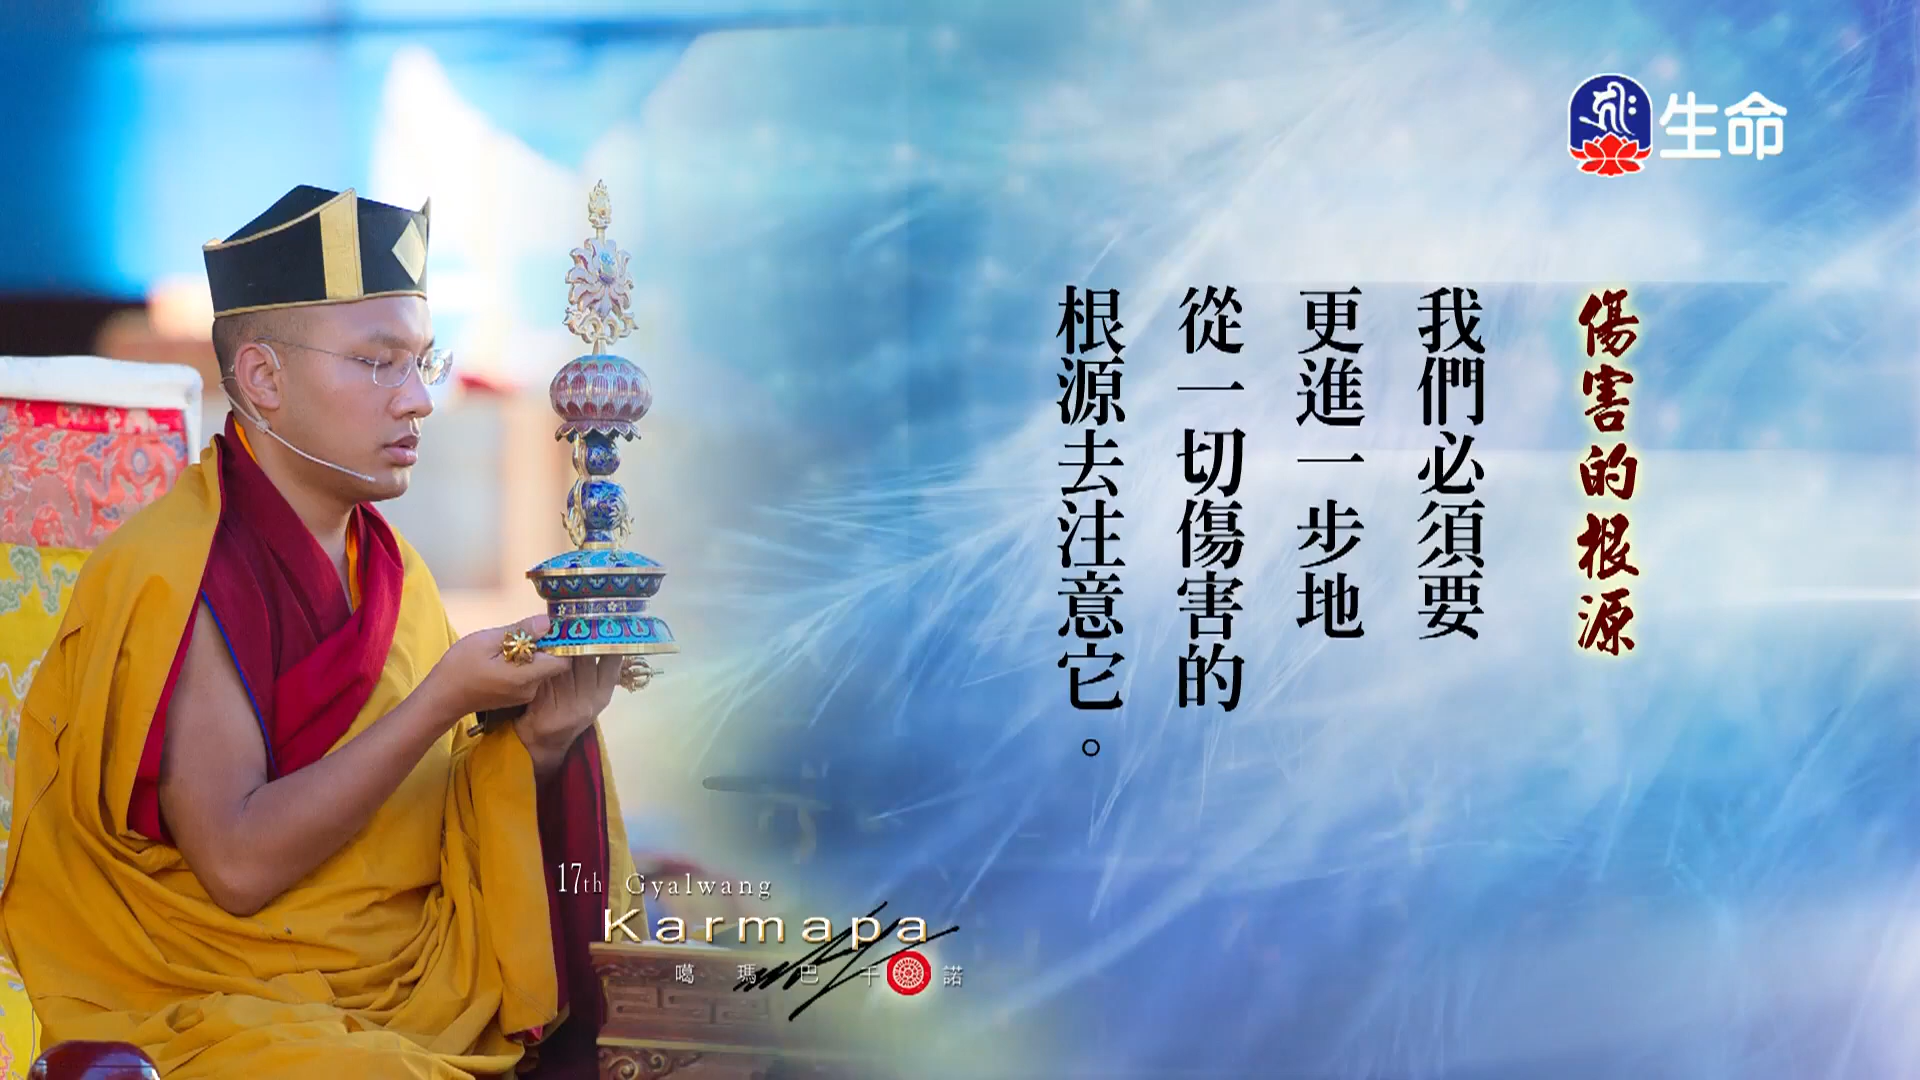 生命
傷害的根源
我們必須要
更進一步地
從一切傷害的
根源去注意它。
17th Gyalwang
Karmapa
噶瑪巴千諾